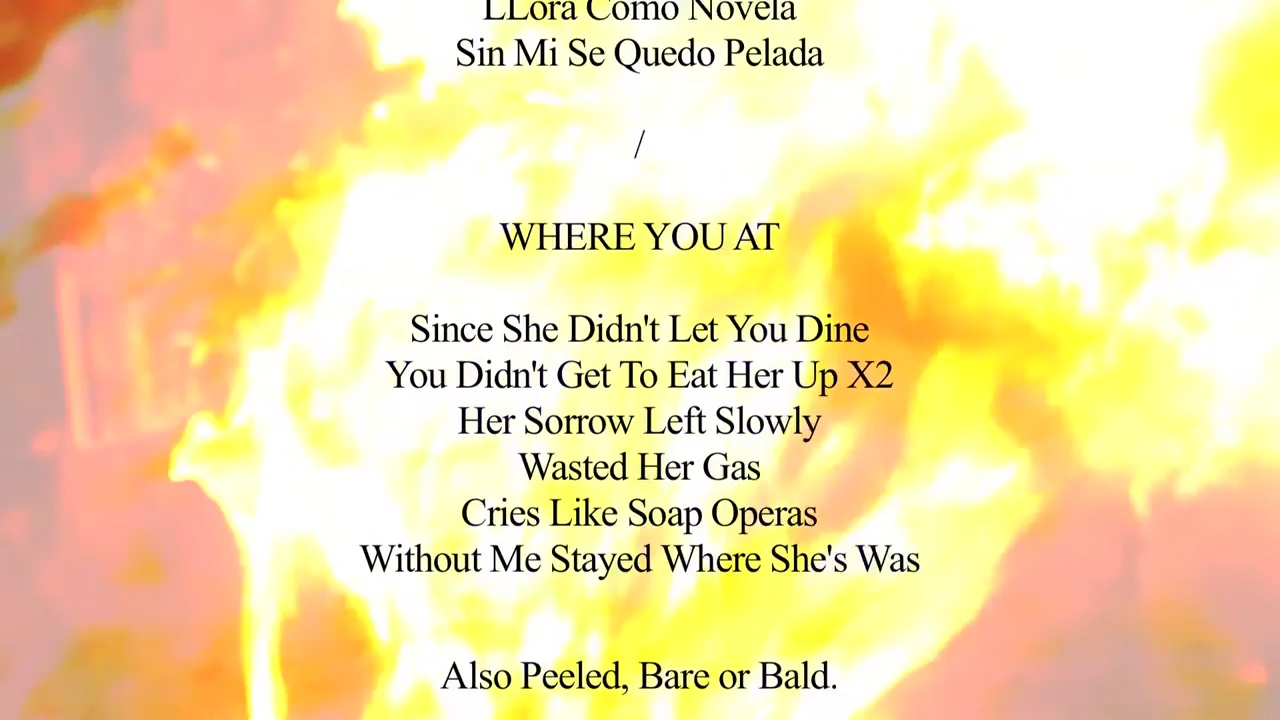 LLora Como Novela
Sin Mi Se Quedo Pelada
/
WHERE YOU AT
Since She Didn't Let You Dine
You Didn't Get To Eat Her Up X2
Her Sorrow Left Slowly
Wasted Her Gas
Cries Like Soap Operas
Without Me Stayed Where She's Was
Also Peeled, Bare or Bald.